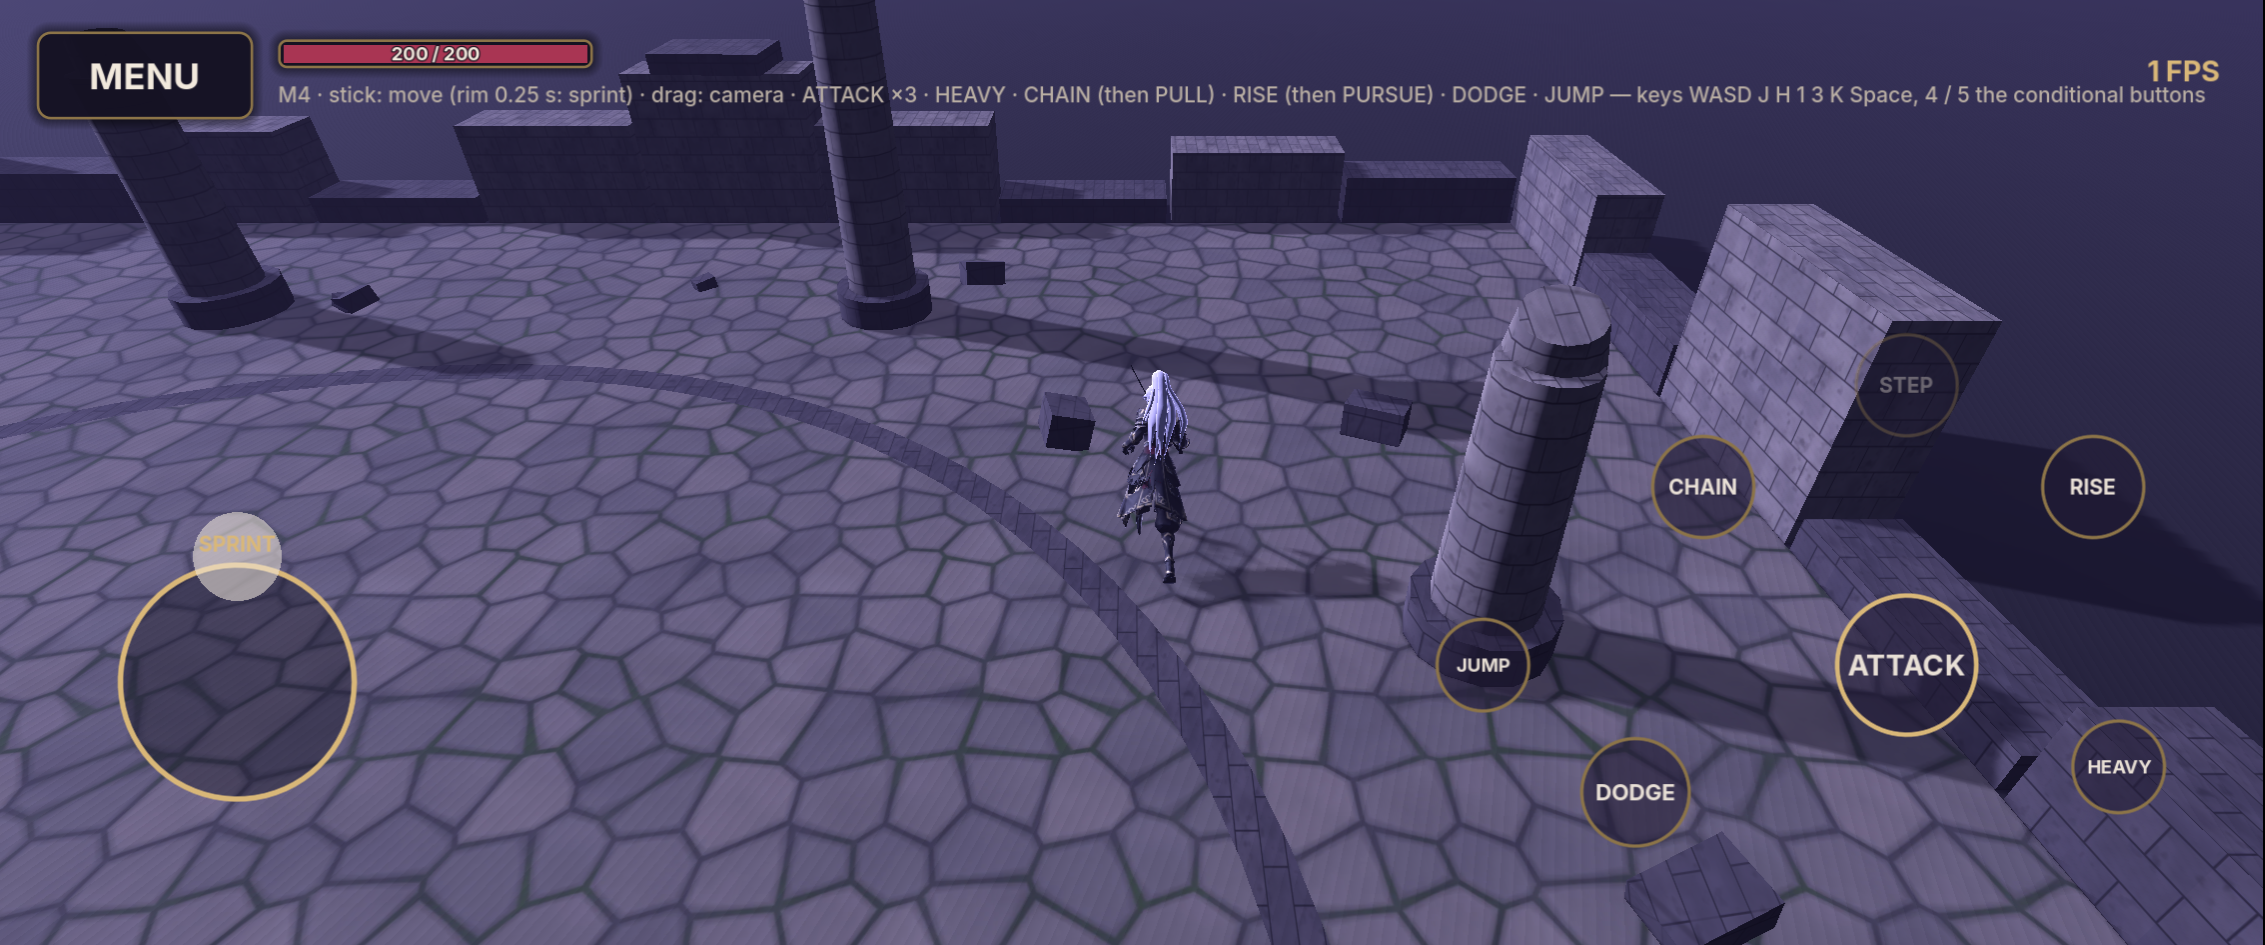 MENU
200 / 200
1 FPS
M4 · stick: move (rim 0.25 s: sprint) · drag: camera · ATTACK ×3 · HEAVY · CHAIN (then PULL) · RISE (then PURSUE) · DODGE · JUMP — keys WASD J H 1 3 K Space, 4 / 5 the conditional buttons
STEP
CHAIN
RISE
SPRINT
JUMP
ATTACK
HEAVY
DODGE